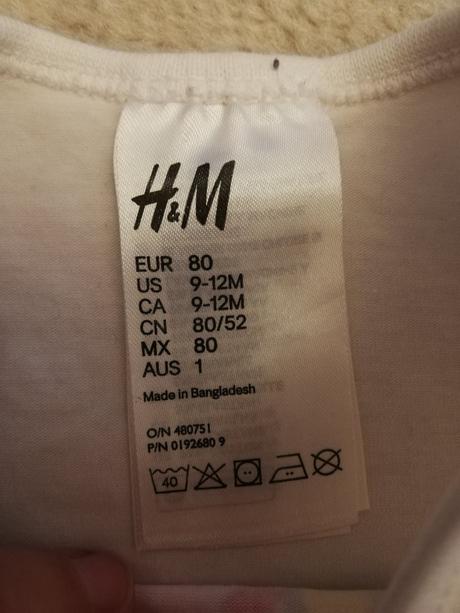 H&M
EUR 80
US 9-12M
CA 9-12M
CN 80/52
MX 80
AUS 1
Made in Bangladesh
O/N 480751
P/N 0192680 9
40